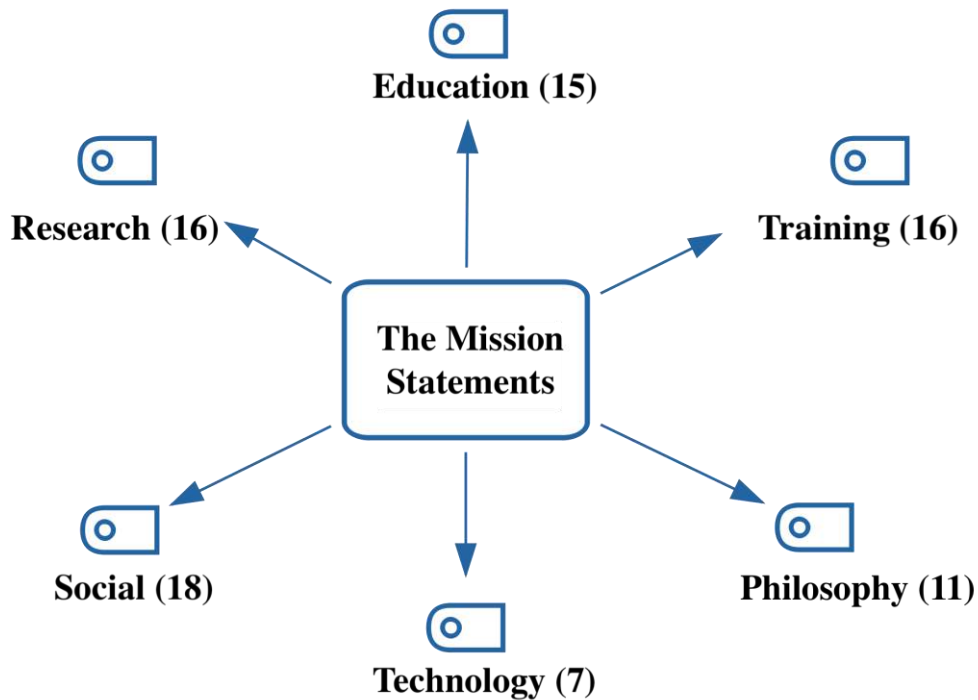 Education (15)
Research (16)
Training (16)
The Mission
Statements
Social (18)
Philosophy (11)
Technology (7)